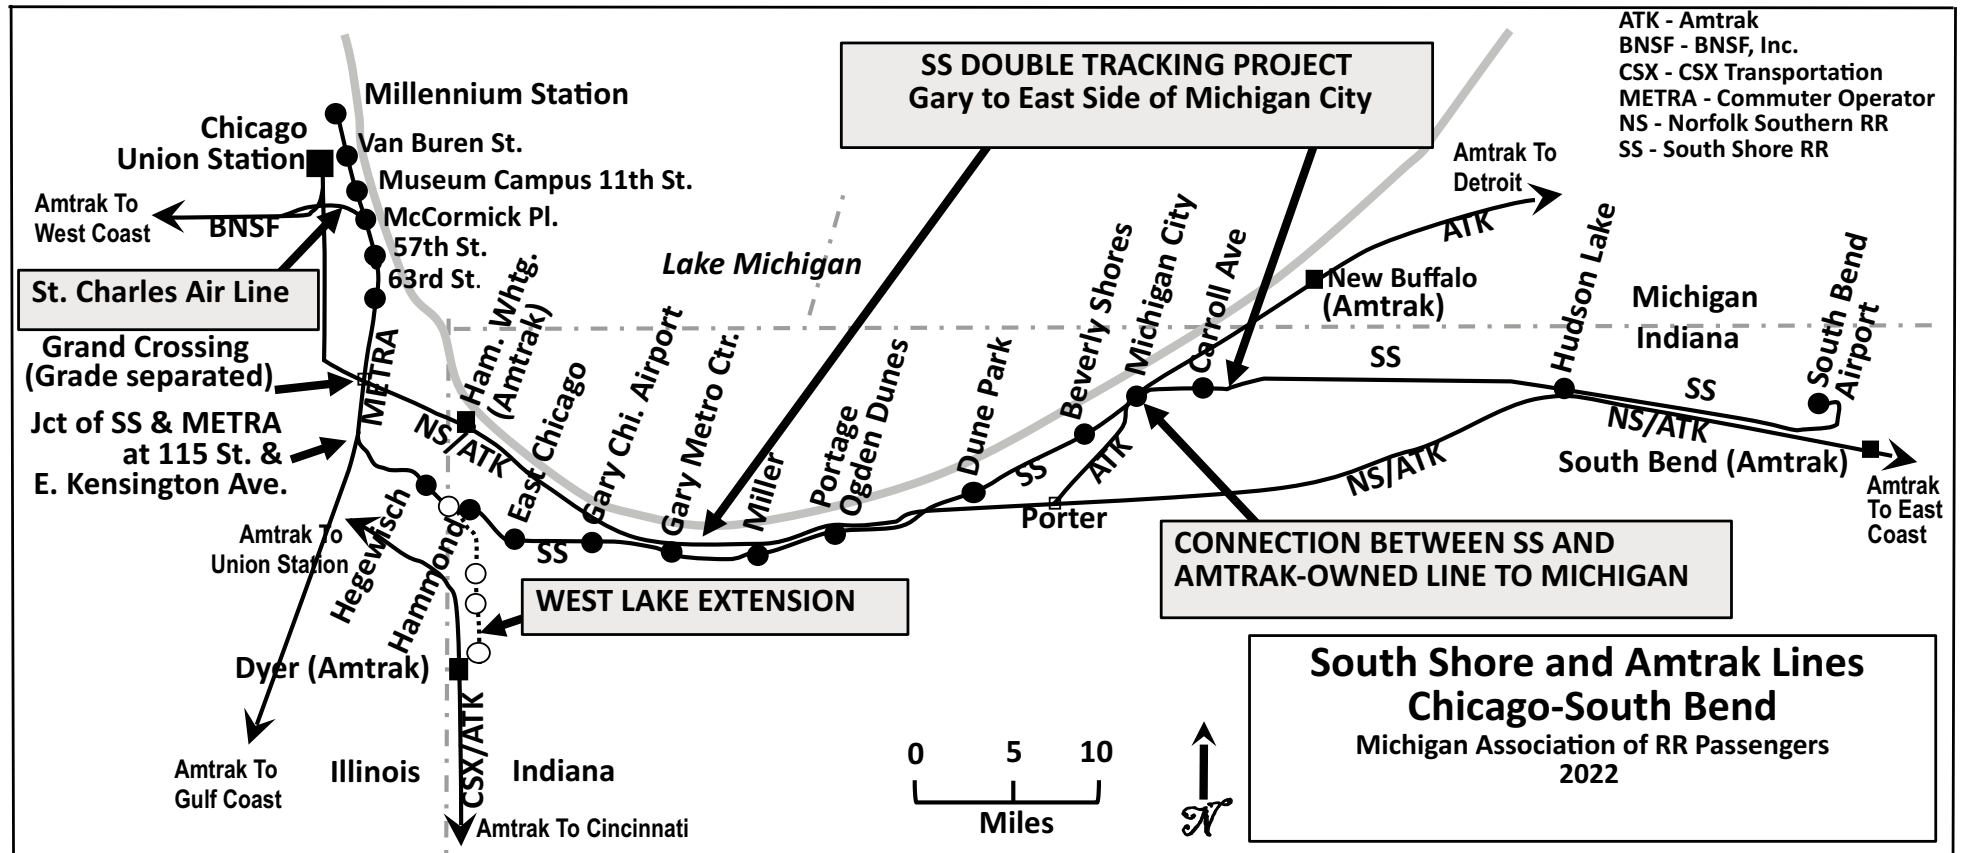 ATK - Amtrak
BNSF - BNSF, Inc.
CSX - CSX Transportation
METRA - Commuter Operator
NS - Norfolk Southern RR
SS - South Shore RR
SS DOUBLE TRACKING PROJECT
Gary to East Side of Michigan City
Millennium Station
Chicago
Union Station
Van Buren St.
Museum Campus 11th St.
McCormick Pl.
57th St.
63rd St.
Amtrak To
West Coast
BNSF
St. Charles Air Line
Grand Crossing
(Grade separated)
METRA
Jct of SS & METRA
at 115 St. &
E. Kensington Ave.
Lake Michigan
Ham. Whtg.
(Amtrak)
NS/ATK
East Chicago
Gary Chi. Airport
Gary Metro Ctr.
Miller
Portage
Ogden Dunes
Dune Park
Beverly Shores
Michigan City
Carroll Ave
Amtrak To
Detroit
ATK
New Buffalo
(Amtrak)
Hudson Lake
Michigan
Indiana
South Bend
Airport
SS
SS
NS/ATK
South Bend (Amtrak)
Amtrak
To East
Coast
SS
ATK
NS/ATK
Porter
SS
Hegewisch
Hammond
Amtrak To
Union Station
CONNECTION BETWEEN SS AND
AMTRAK-OWNED LINE TO MICHIGAN
WEST LAKE EXTENSION
Dyer (Amtrak)
CSX/ATK
Amtrak To
Gulf Coast
Illinois
Indiana
Amtrak To Cincinnati
0 5 10
Miles
N
South Shore and Amtrak Lines
Chicago-South Bend
Michigan Association of RR Passengers
2022